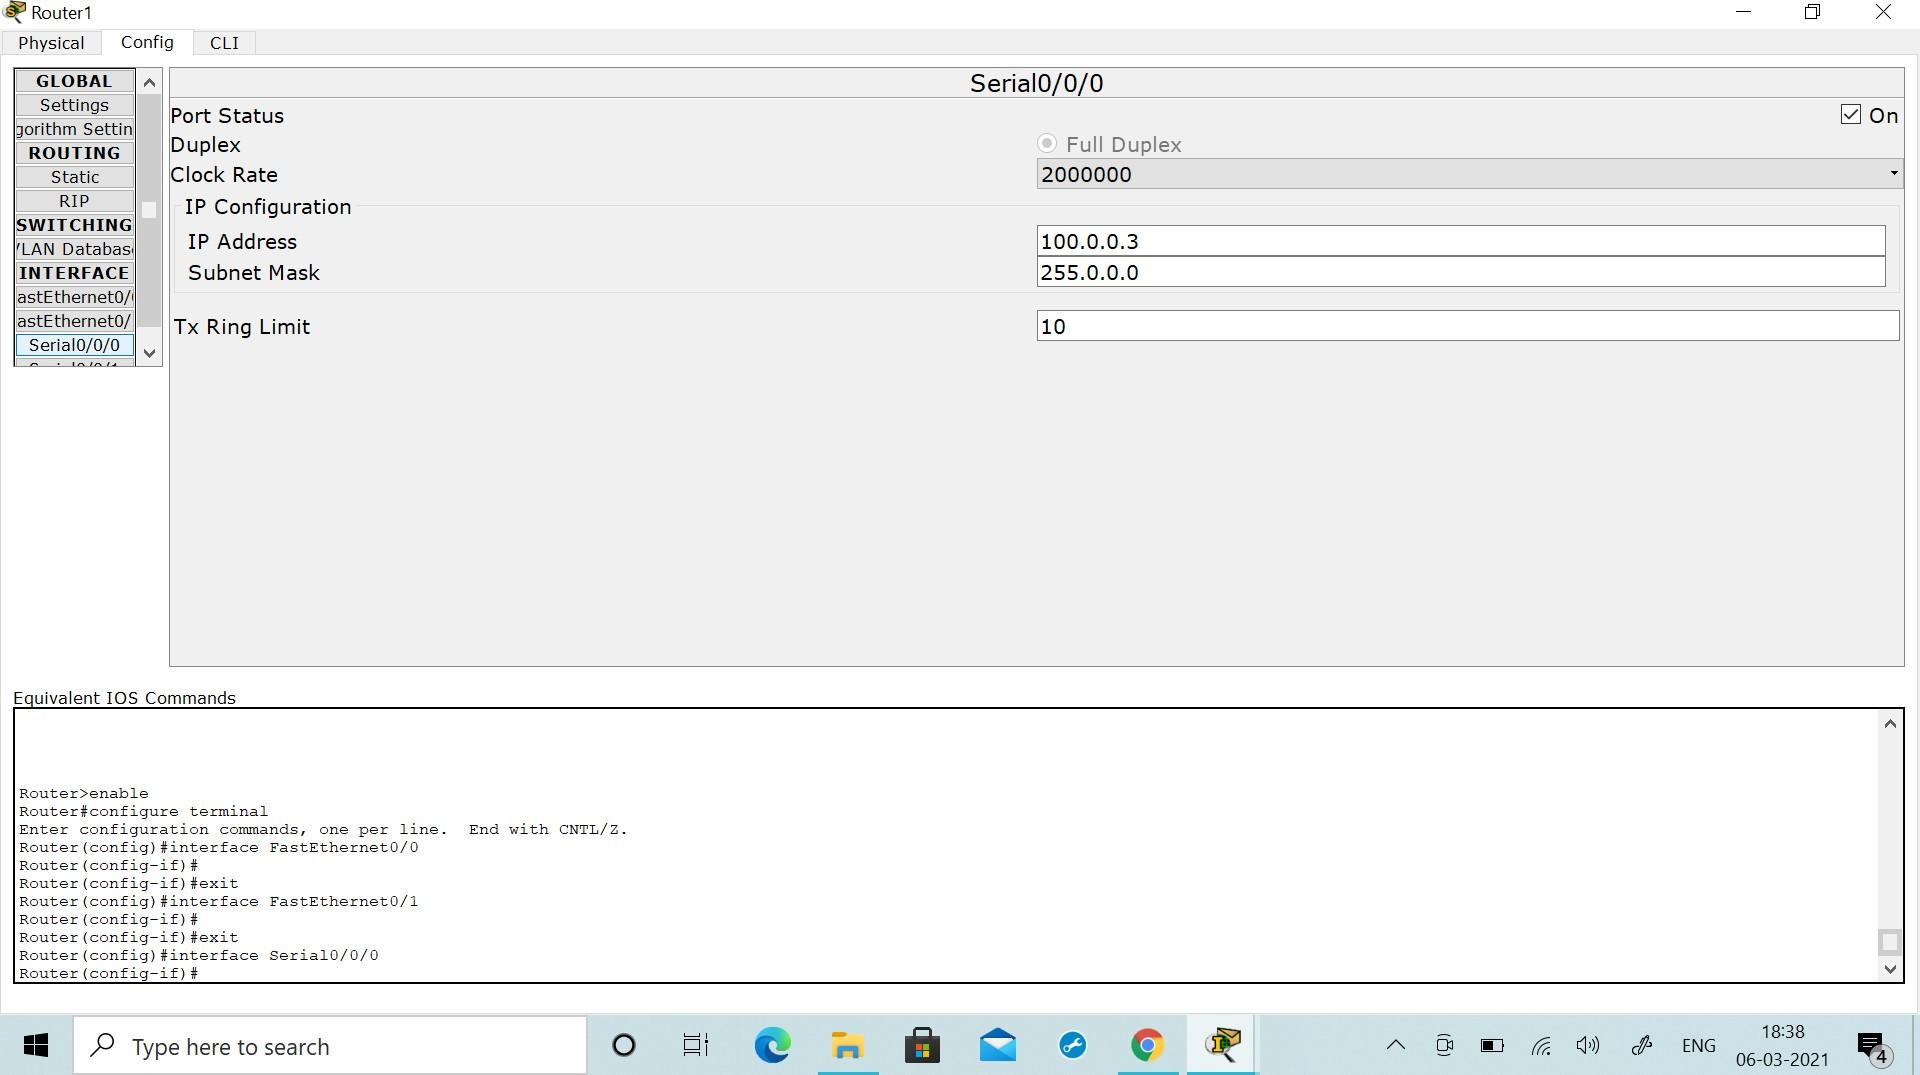 Router1
Physical Config CLI
GLOBAL
Settings
gorithm Settin
ROUTING
Static
RIP
SWITCHING
LAN Databas
INTERFACE
astEthernet0/
astEthernet0/
Serial0/0/0
Serial0/0/0
Port Status On
Duplex Full Duplex
Clock Rate 2000000
IP Configuration
IP Address 100.0.0.3
Subnet Mask 255.0.0.0
Tx Ring Limit 10
Equivalent IOS Commands
Router>enable
Router#configure terminal
Enter configuration commands, one per line.  End with CNTL/Z.
Router(config)#interface FastEthernet0/0
Router(config-if)#
Router(config-if)#exit
Router(config)#interface FastEthernet0/1
Router(config-if)#
Router(config-if)#exit
Router(config)#interface Serial0/0/0
Router(config-if)#
Type here to search
ENG
18:38
06-03-2021
4